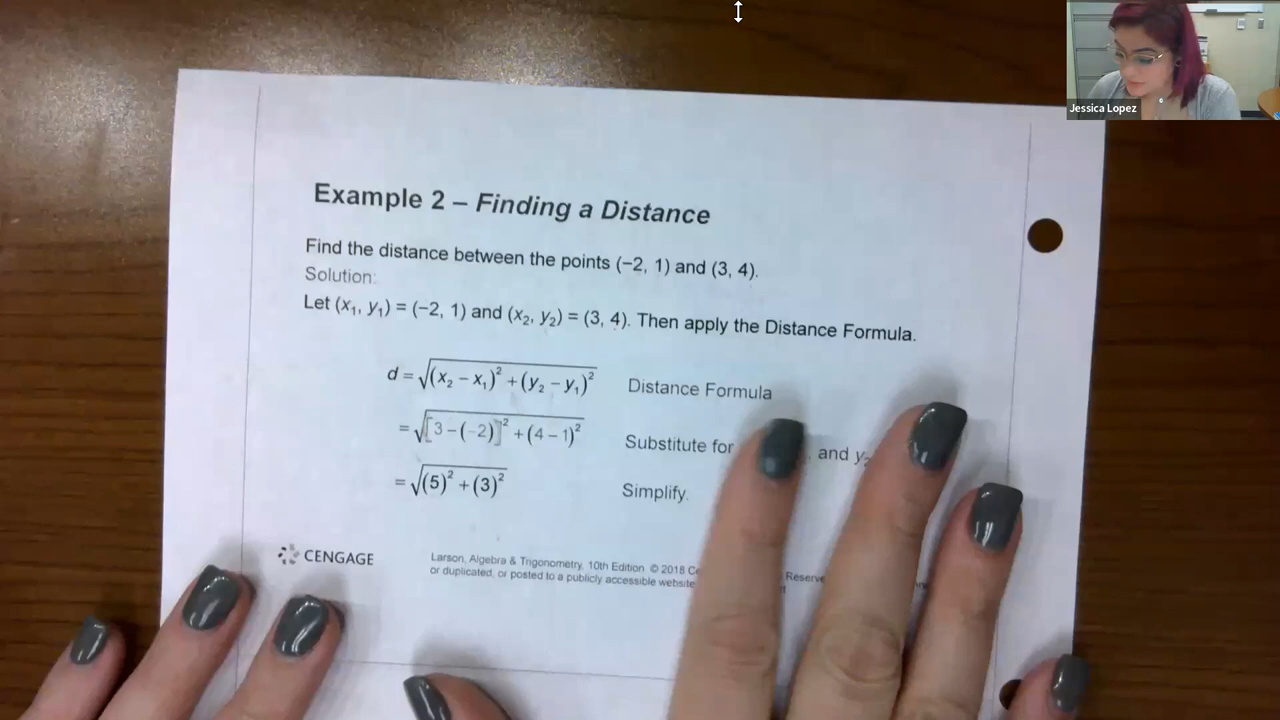 Jessica Lopez
Example 2 – Finding a Distance
Find the distance between the points (−2, 1) and (3, 4).
Solution:
Let (x₁, y₁) = (−2, 1) and (x₂, y₂) = (3, 4). Then apply the Distance Formula.
d = √(x₂ − x₁)² + (y₂ − y₁)² Distance Formula
= √[3 − (−2)]² + (4 − 1)² Substitute for and y₂
= √(5)² + (3)² Simplify.
CENGAGE
Larson, Algebra & Trigonometry, 10th Edition. © 2018 Reserve
or duplicated, or posted to a publicly accessible website